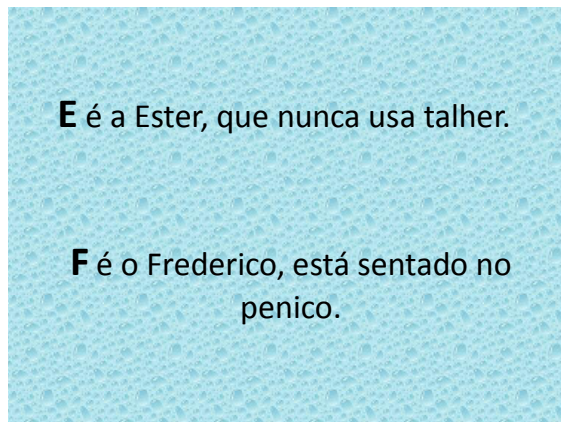 E é a Ester, que nunca usa talher.
F é o Frederico, está sentado no
penico.